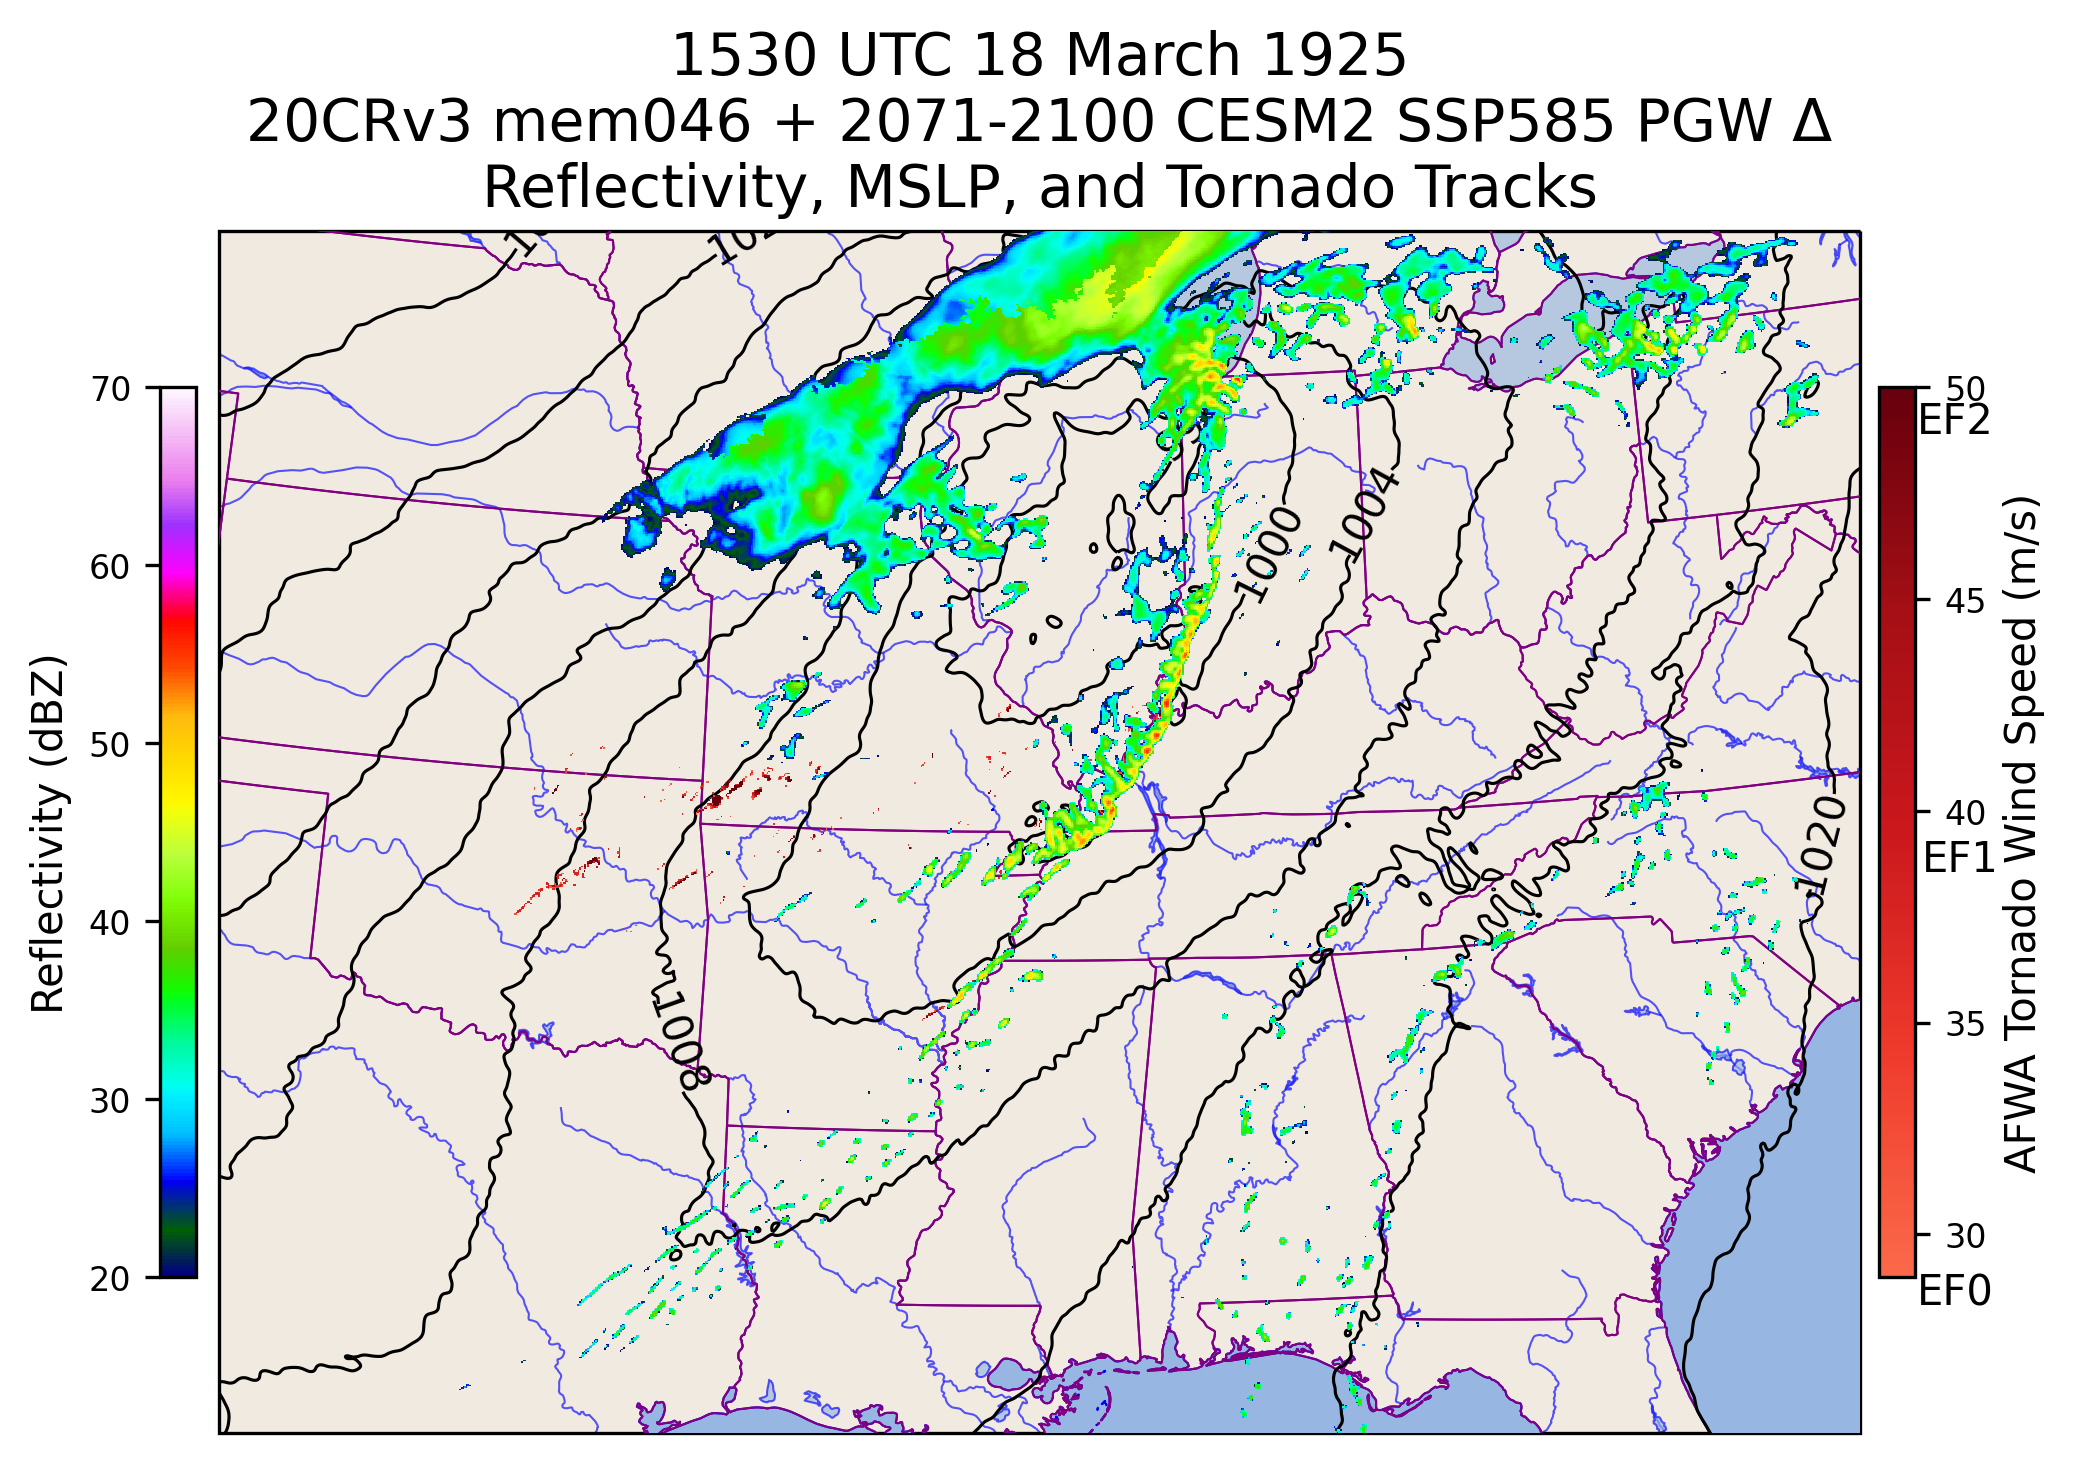 1530 UTC 18 March 1925
20CRv3 mem046 + 2071-2100 CESM2 SSP585 PGW Δ
Reflectivity, MSLP, and Tornado Tracks
Reflectivity (dBZ)
70
60
50
40
30
20
1000
1004
1008
1020
50
EF2
45
40
EF1
35
30
EF0
AFWA Tornado Wind Speed (m/s)